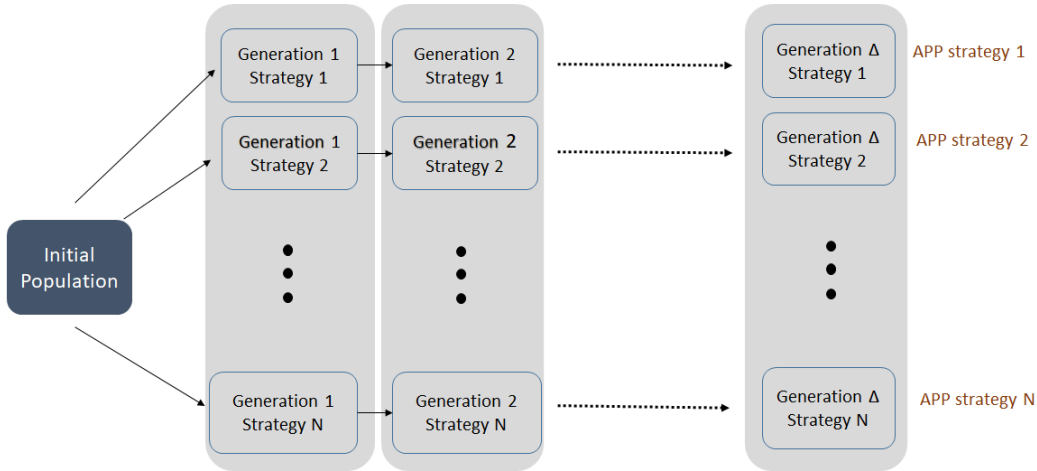 Generation 1
Strategy 1
Generation 2
Strategy 1
Generation Δ
Strategy 1
APP strategy 1
Generation 1
Strategy 2
Generation 2
Strategy 2
Generation Δ
Strategy 2
APP strategy 2
Initial
Population
Generation 1
Strategy N
Generation 2
Strategy N
Generation Δ
Strategy N
APP strategy N